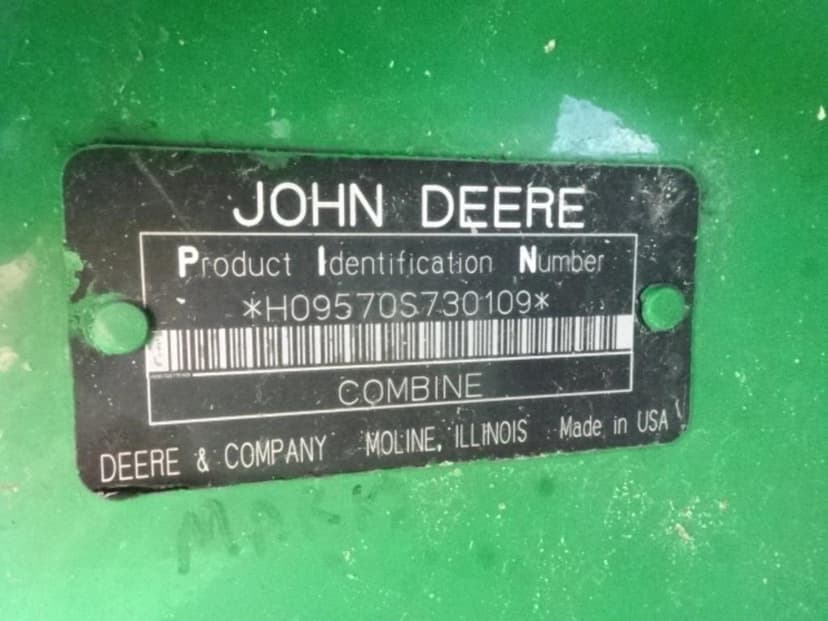 JOHN DEERE
Product Identification Number
*H09570S730109*
COMBINE
DEERE & COMPANY MOLINE, ILLINOIS Made in USA